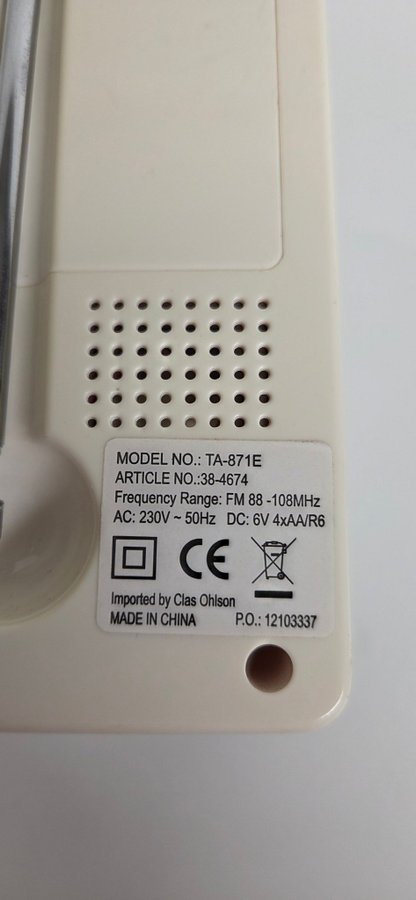 MODEL NO.: TA-871E
ARTICLE NO.:38-4674
Frequency Range: FM 88 -108MHz
AC: 230V ~ 50Hz DC: 6V 4xAA/R6
CE
Imported by Clas Ohlson
MADE IN CHINA P.O.: 12103337